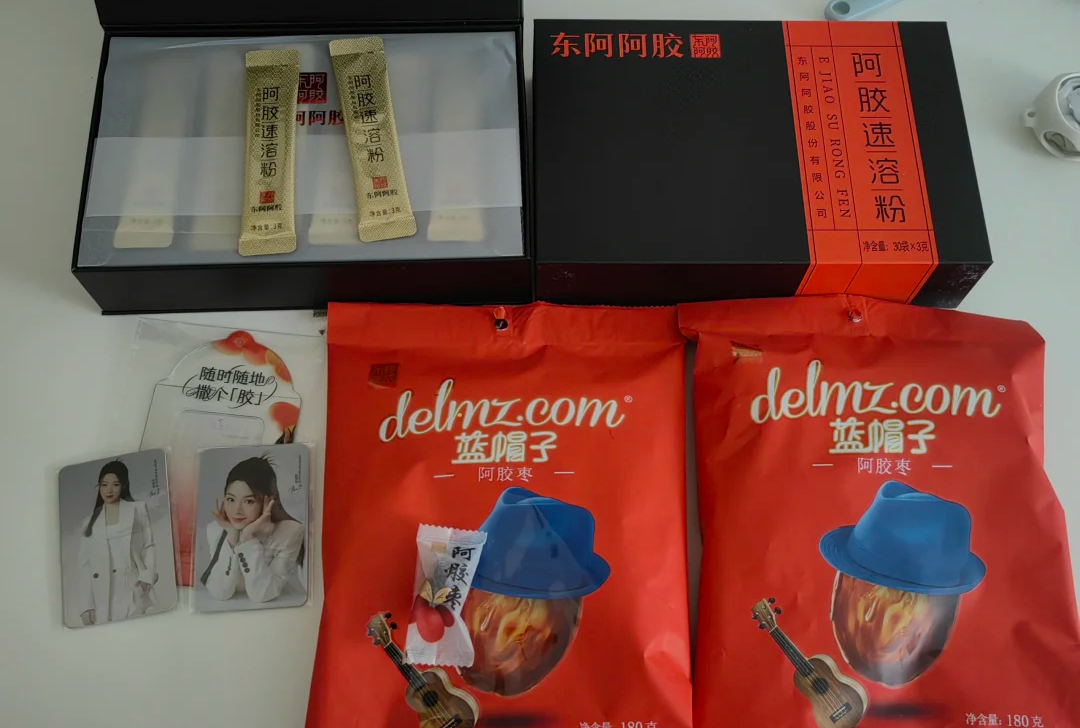 阿胶速溶粉
东阿阿胶
净含量:3g
阿胶速溶粉
东阿阿胶
净含量:3克
东阿阿胶
东阿阿胶
阿胶速溶粉
E JIAO SU RONG FEN
东阿阿胶股份有限公司
净含量: 30袋×3克
随时随地
撒个「胶」
delmz.com®
蓝帽子
阿胶枣
阿胶枣
净含量: 180克
delmz.com®
蓝帽子
阿胶枣
净含量: 180克